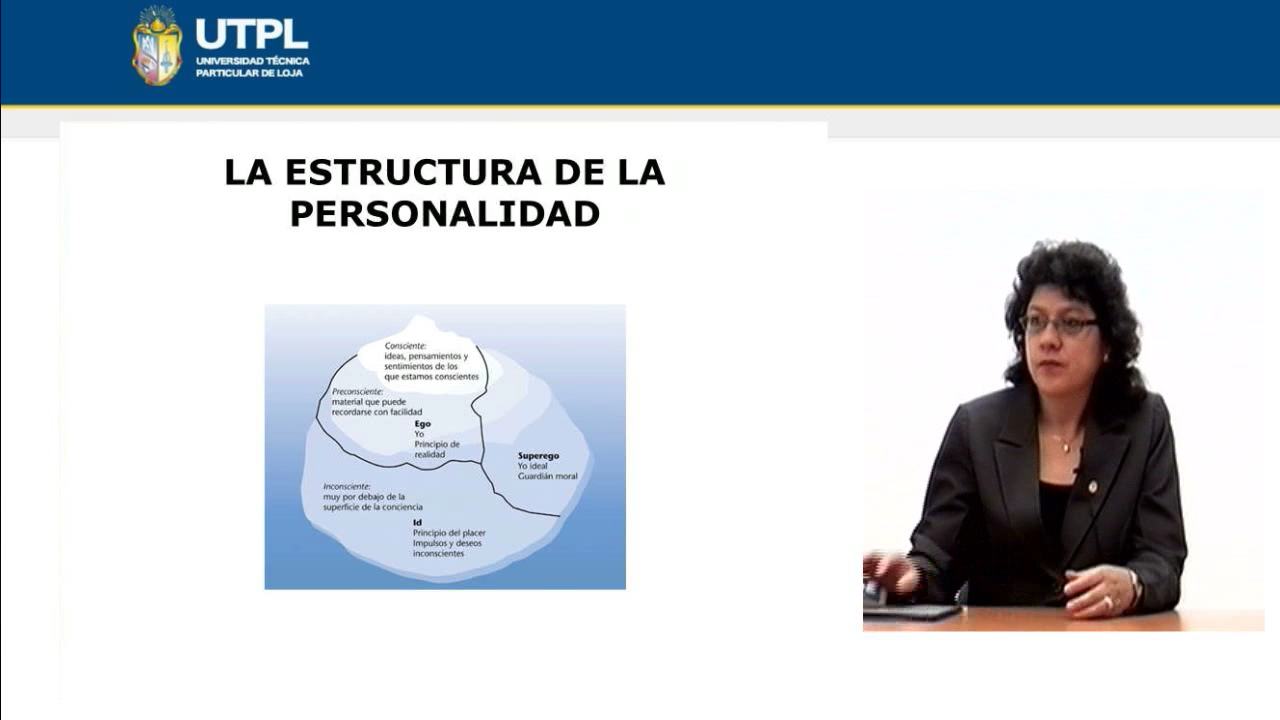 UTPL
UNIVERSIDAD TÉCNICA
PARTICULAR DE LOJA
LA ESTRUCTURA DE LA
PERSONALIDAD
Consciente:
ideas, pensamientos y
sentimientos de los
que estamos conscientes
Preconsciente:
material que puede
recordarse con facilidad
Ego
Yo
Principio de
realidad
Superego
Yo ideal
Guardián moral
Inconsciente:
muy por debajo de la
superficie de la conciencia
Id
Principio del placer
Impulsos y deseos
inconscientes